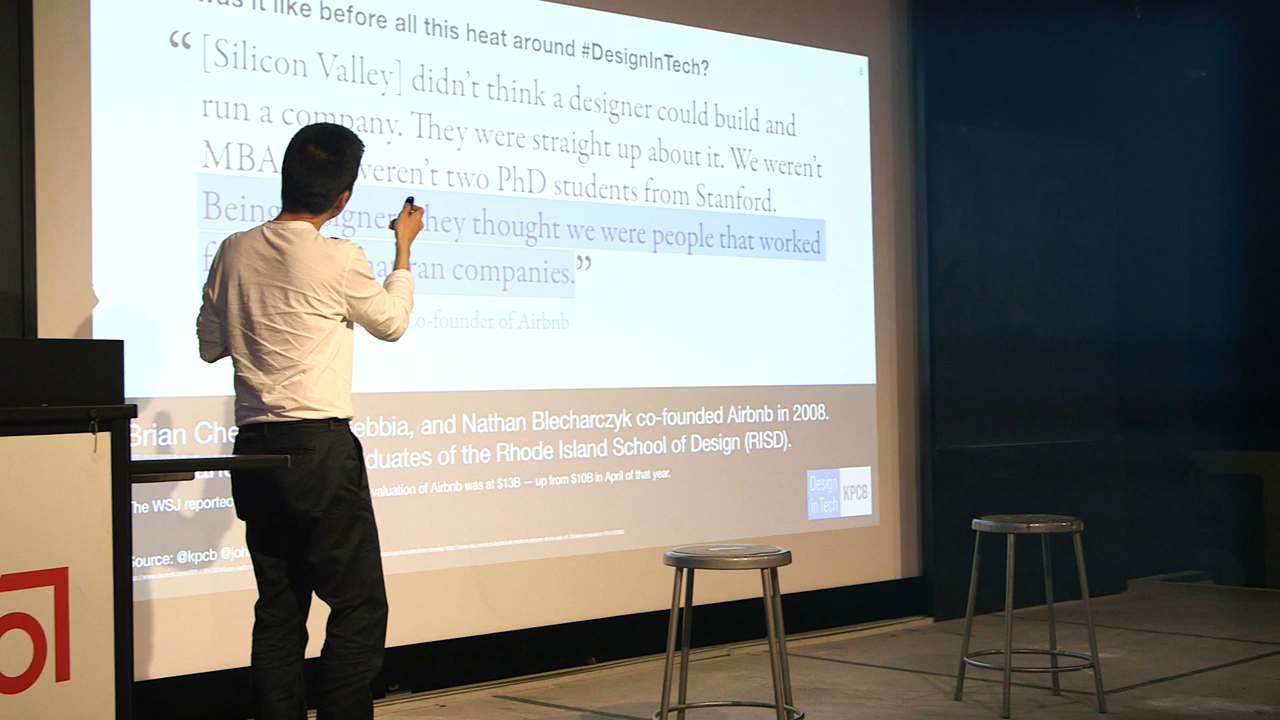 it like before all this heat around #DesignInTech?
8
“ [Silicon Valley] didn’t think a designer could build and
run a company. They were straight up about it. We weren’t
MBA weren’t two PhD students from Stanford.
Being they thought we were people that worked
ran companies.”
Co-founder of Airbnb
Brian Che ebbia, and Nathan Blecharczyk co-founded Airbnb in 2008.
duates of the Rhode Island School of Design (RISD).
The WSJ reported valuation of Airbnb was at $13B — up from $10B in April of that year.
Design
in Tech
KPCB
Source: @kpcb @joh